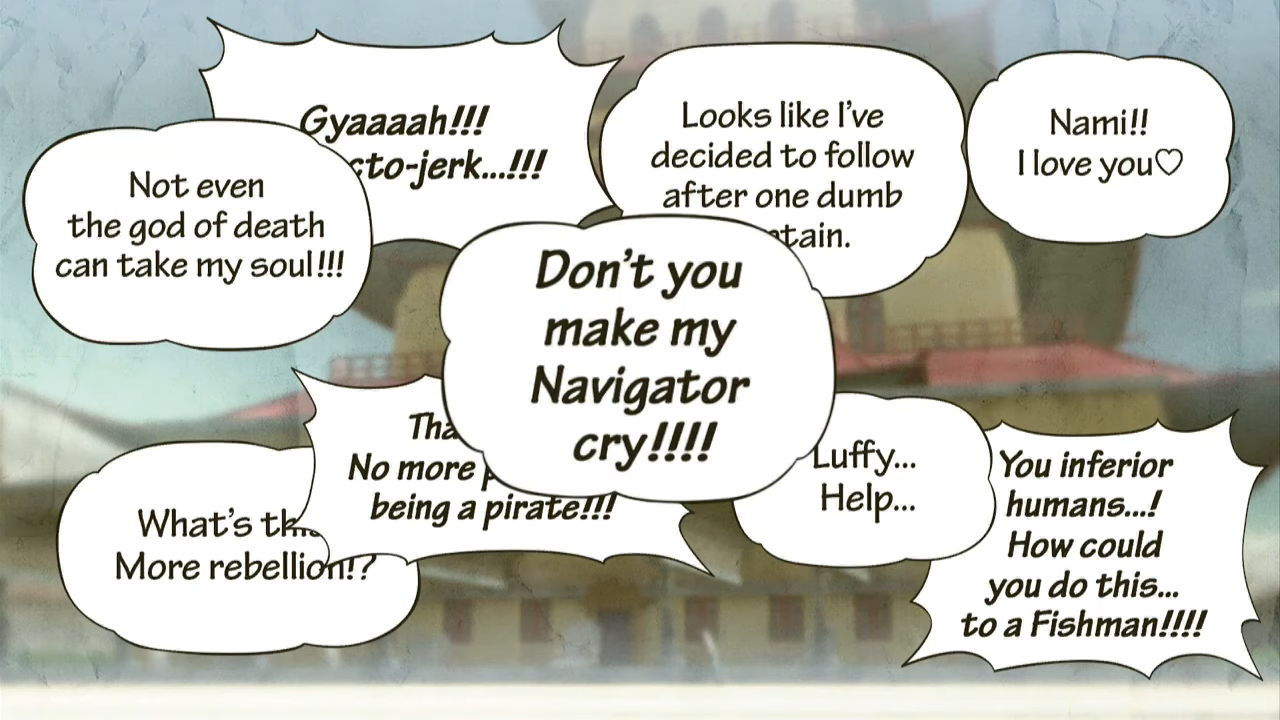 Gyaaaah!!!
cto-jerk...!!!
Not even
the god of death
can take my soul!!!
Looks like I've
decided to follow
after one dumb
tain.
Nami!!
I love you♡
Don't you
make my
Navigator
cry!!!!
No more
being a pirate!!!
What's
More rebellion!?
Luffy...
Help...
You inferior
humans...!
How could
you do this...
to a Fishman!!!!